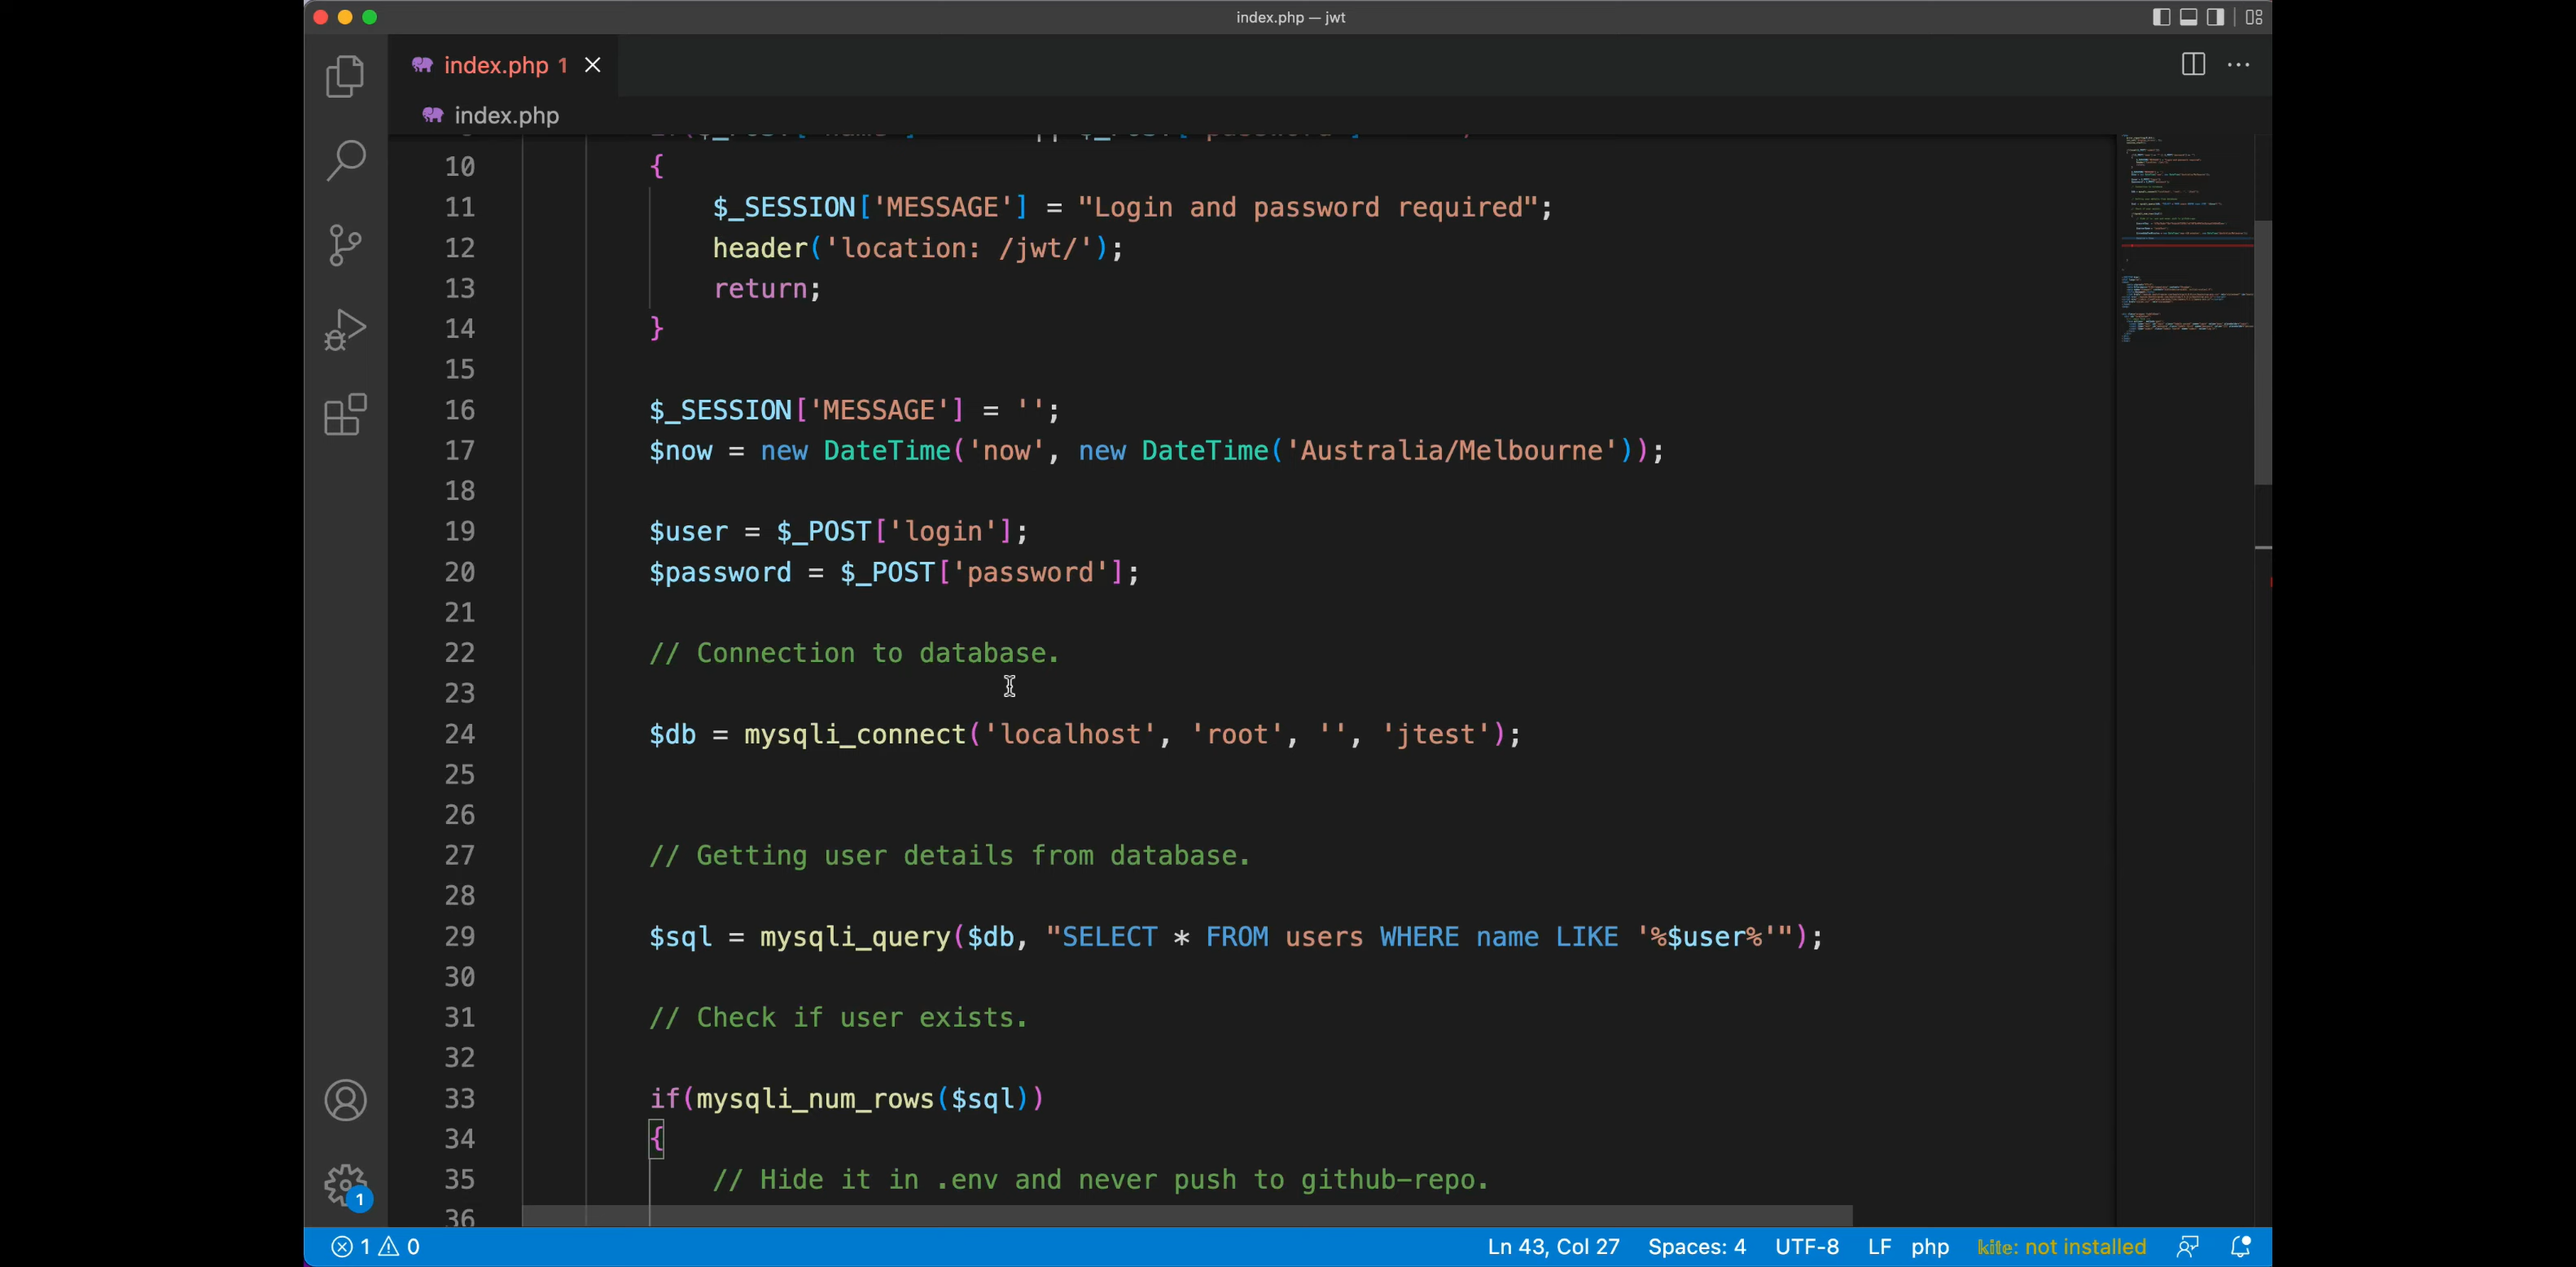 index.php — jwt
index.php 1
index.php
10 {
11 $_SESSION['MESSAGE'] = "Login and password required";
12 header('location: /jwt/');
13 return;
14 }
15
16 $_SESSION['MESSAGE'] = '';
17 $now = new DateTime('now', new DateTime('Australia/Melbourne'));
18
19 $user = $_POST['login'];
20 $password = $_POST['password'];
21
22 // Connection to database.
23
24 $db = mysqli_connect('localhost', 'root', '', 'jtest');
25
26
27 // Getting user details from database.
28
29 $sql = mysqli_query($db, "SELECT * FROM users WHERE name LIKE '%$user%'");
30
31 // Check if user exists.
32
33 if(mysqli_num_rows($sql))
34 {
35 // Hide it in .env and never push to github-repo.
36
1
1 0 Ln 43, Col 27 Spaces: 4 UTF-8 LF php kite: not installed